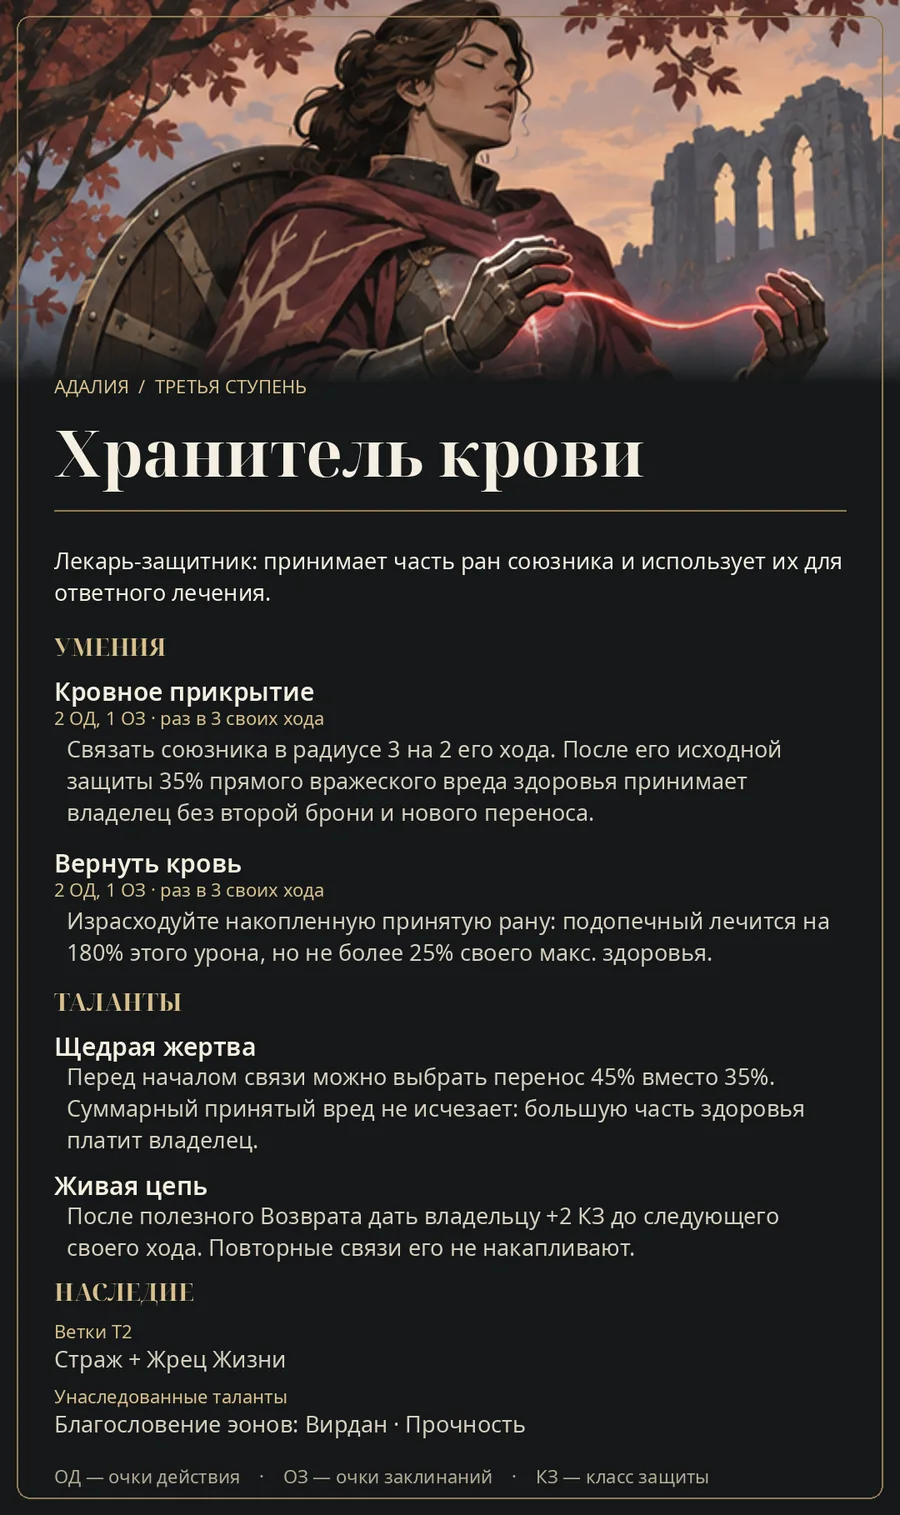 АДАЛИЯ / ТРЕТЬЯ СТУПЕНЬ
Хранитель крови
Лекарь-защитник: принимает часть ран союзника и использует их для
ответного лечения.
УМЕНИЯ
Кровное прикрытие
2 ОД, 1 ОЗ · раз в 3 своих хода
Связать союзника в радиусе 3 на 2 его хода. После его исходной
защиты 35% прямого вражеского вреда здоровья принимает
владелец без второй брони и нового переноса.
Вернуть кровь
2 ОД, 1 ОЗ · раз в 3 своих хода
Израсходуйте накопленную принятую рану: подопечный лечится на
180% этого урона, но не более 25% своего макс. здоровья.
ТАЛАНТЫ
Щедрая жертва
Перед началом связи можно выбрать перенос 45% вместо 35%.
Суммарный принятый вред не исчезает: большую часть здоровья
платит владелец.
Живая цепь
После полезного Возврата дать владельцу +2 КЗ до следующего
своего хода. Повторные связи его не накапливают.
НАСЛЕДИЕ
Ветки Т2
Страж + Жрец Жизни
Унаследованные таланты
Благословение эонов: Вирдан · Прочность
ОД — очки действия · ОЗ — очки заклинаний · КЗ — класс защиты